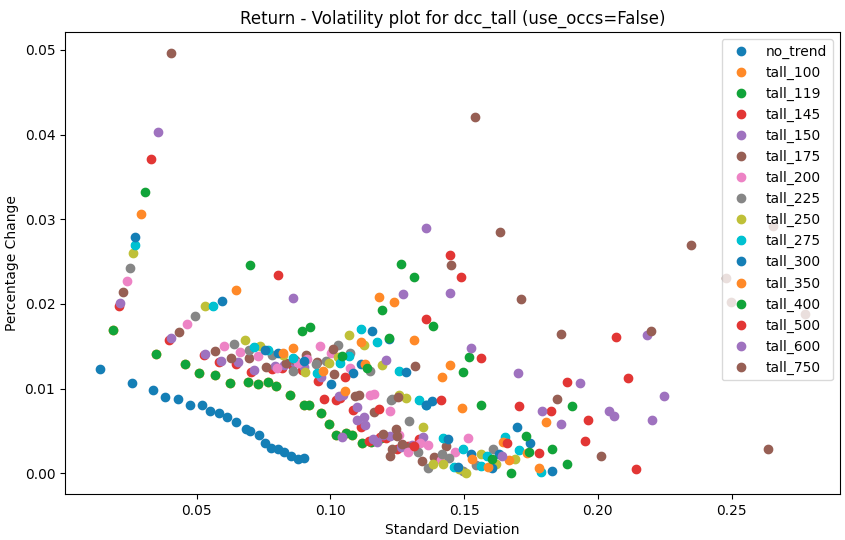 Return - Volatility plot for dcc_tall (use_occs=False)
0.05
0.04
0.03
0.02
0.01
0.00
Percentage Change
0.05
0.10
0.15
0.20
0.25
Standard Deviation
no_trend
tall_100
tall_119
tall_145
tall_150
tall_175
tall_200
tall_225
tall_250
tall_275
tall_300
tall_350
tall_400
tall_500
tall_600
tall_750